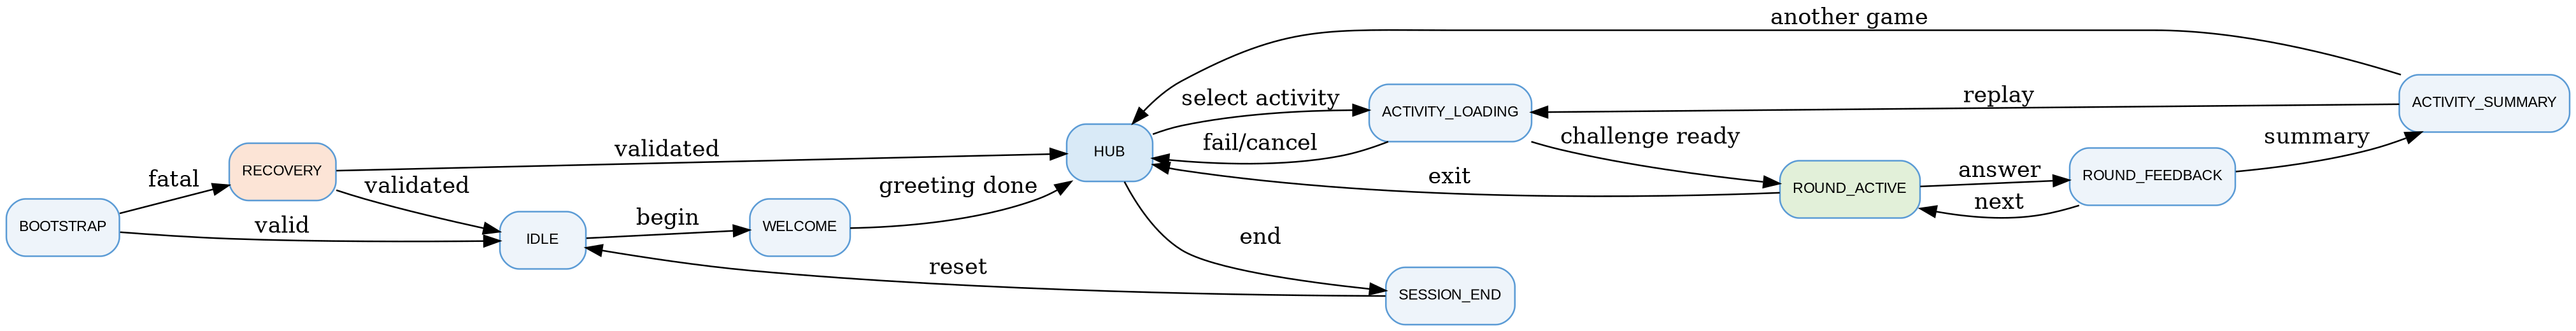 another game
select activity
ACTIVITY_LOADING
replay
ACTIVITY_SUMMARY
fail/cancel
challenge ready
summary
HUB
validated
RECOVERY
fatal
validated
greeting done
exit
ROUND_ACTIVE
answer
next
ROUND_FEEDBACK
BOOTSTRAP
valid
IDLE
begin
WELCOME
end
reset
SESSION_END